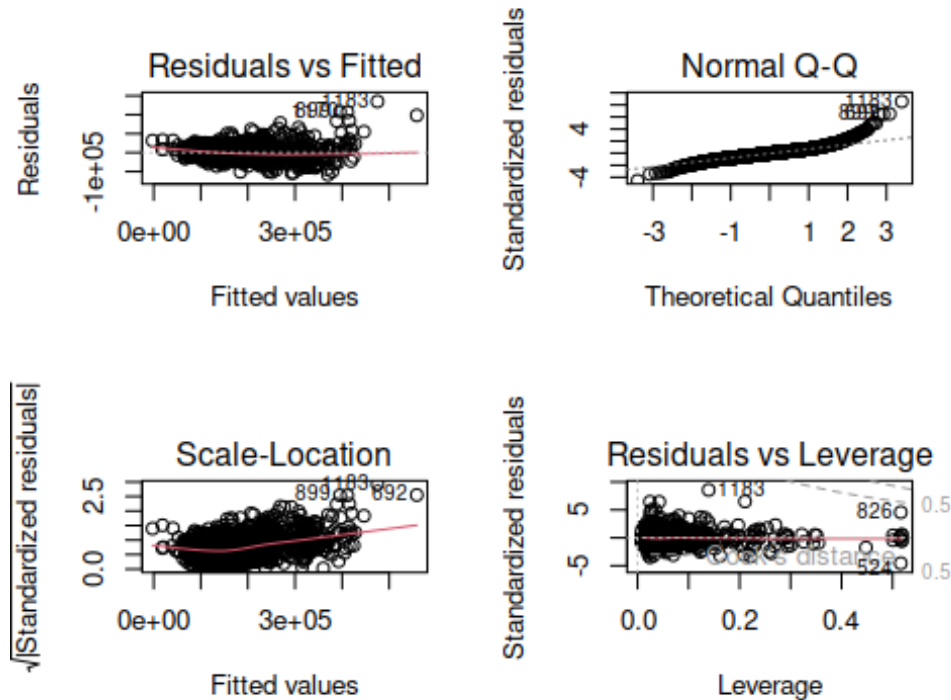 Residuals vs Fitted
Residuals
-1e+05
1183
0e+00 3e+05
Fitted values
Normal Q-Q
Standardized residuals
-4 4
1183
-3 -1 1 2 3
Theoretical Quantiles
Scale-Location
√|Standardized residuals|
0.0 2.5
1183
899
692
0e+00 3e+05
Fitted values
Residuals vs Leverage
Standardized residuals
-5 5
1183
826
524
Cook's distance
0.5
0.5
0.0 0.2 0.4
Leverage